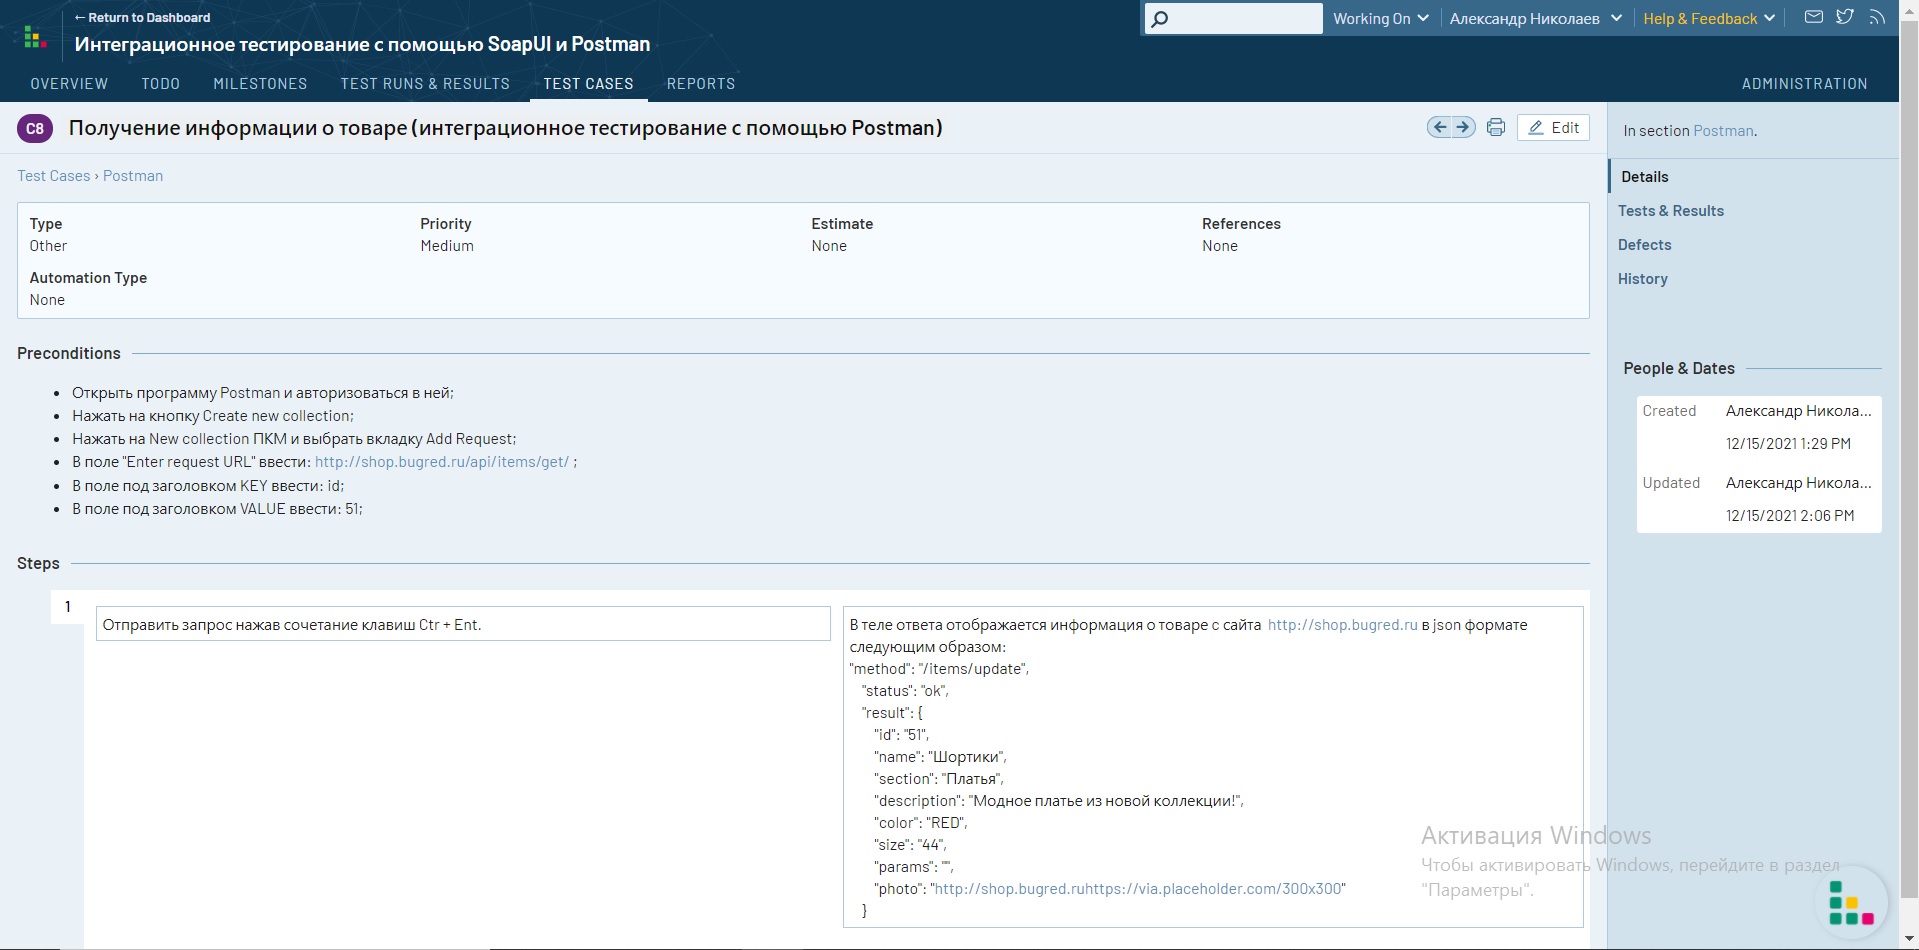 ← Return to Dashboard
Интеграционное тестирование с помощью SoapUI и Postman
Working On
Александр Николаев
Help & Feedback
OVERVIEW TODO MILESTONES TEST RUNS & RESULTS TEST CASES REPORTS ADMINISTRATION
C8 Получение информации о товаре (интеграционное тестирование с помощью Postman)
Edit
Test Cases › Postman
Type Priority Estimate References
Other Medium None None
Automation Type
None
Preconditions
• Открыть программу Postman и авторизоваться в ней;
• Нажать на кнопку Create new collection;
• Нажать на New collection ПКМ и выбрать вкладку Add Request;
• В поле "Enter request URL" ввести: http://shop.bugred.ru/api/items/get/ ;
• В поле под заголовком KEY ввести: id;
• В поле под заголовком VALUE ввести: 51;
Steps
1
Отправить запрос нажав сочетание клавиш Ctr + Ent.
В теле ответа отображается информация о товаре с сайта http://shop.bugred.ru в json формате
следующим образом:
"method": "/items/update",
"status": "ok",
"result": {
"id": "51",
"name": "Шортики",
"section": "Платья",
"description": "Модное платье из новой коллекции!",
"color": "RED",
"size": "44",
"params": "",
"photo": "http://shop.bugred.ruhttps://via.placeholder.com/300x300"
}
In section Postman.
Details
Tests & Results
Defects
History
People & Dates
Created Александр Никола...
12/15/2021 1:29 PM
Updated Александр Никола...
12/15/2021 2:06 PM
Активация Windows
Чтобы активировать Windows, перейдите в раздел
"Параметры".